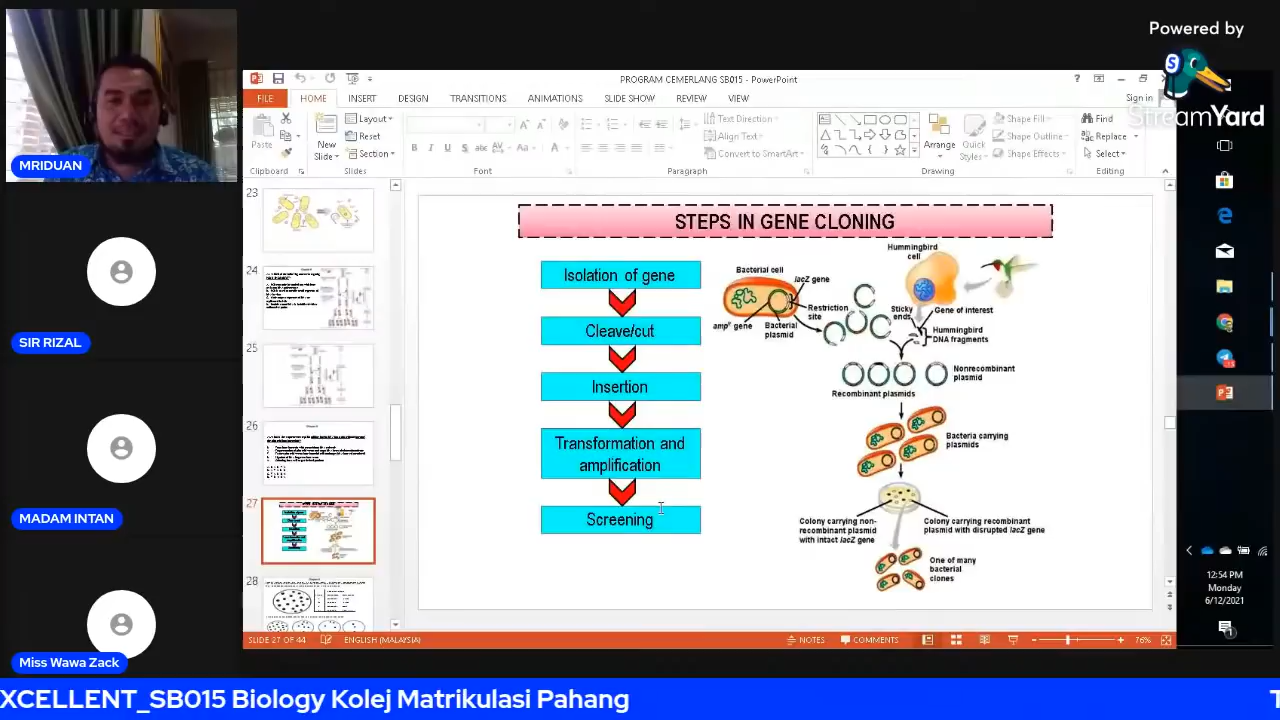 Powered by
StreamYard
MRIDUAN
SIR RIZAL
MADAM INTAN
Miss Wawa Zack
PROGRAM CEMERLANG SB015 - PowerPoint
Sign in
FILE
HOME
INSERT
DESIGN
TRANSITIONS
ANIMATIONS
SLIDE SHOW
REVIEW
VIEW
Paste
Clipboard
New
Slide
Layout
Reset
Section
Slides
Font
Text Direction
Align Text
Convert to SmartArt
Paragraph
Arrange
Quick
Styles
Shape Fill
Shape Outline
Shape Effects
Drawing
Find
Replace
Select
Editing
23
24
25
26
27
28
STEPS IN GENE CLONING
Isolation of gene
Cleave/cut
Insertion
Transformation and
amplification
Screening
Hummingbird
cell
Bacterial cell
lacZ gene
Restriction
site
Sticky
ends
Gene of interest
ampᴿ gene
Bacterial
plasmid
Hummingbird
DNA fragments
Nonrecombinant
plasmid
Recombinant plasmids
Bacteria carrying
plasmids
Colony carrying non-
recombinant plasmid
with intact lacZ gene
Colony carrying recombinant
plasmid with disrupted lacZ gene
One of many
bacterial
clones
SLIDE 27 OF 44
ENGLISH (MALAYSIA)
NOTES
COMMENTS
76%
12:54 PM
Monday
6/12/2021
XCELLENT_SB015 Biology Kolej Matrikulasi Pahang